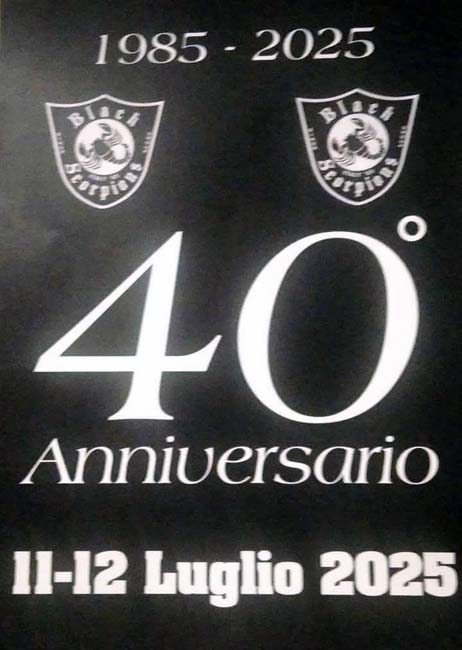 1985 - 2025
Black
Scorpions
Black
Scorpions
40°
Anniversario
11-12 Luglio 2025